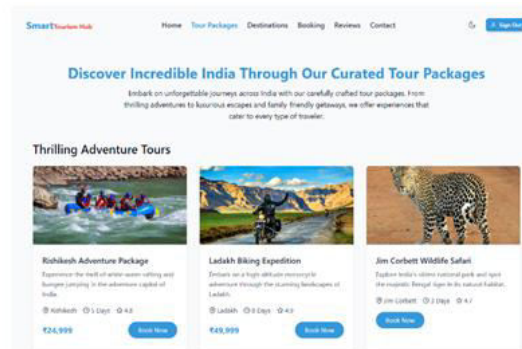 SmartTourism Hub
Home Tour Packages Destinations Booking Reviews Contact
Sign Out
Discover Incredible India Through Our Curated Tour Packages
Embark on unforgettable journeys across India with our carefully crafted tour packages. From
thrilling adventures to luxurious escapes and family-friendly getaways, we offer experiences that
cater to every type of traveler.
Thrilling Adventure Tours
Rishikesh Adventure Package
Experience the thrill of white-water rafting and
bungee jumping in the adventure capital of
India.
Rishikesh 5 Days 4.8
₹24,999 Book Now
Ladakh Biking Expedition
Embark on a high-altitude motorcycle
adventure through the stunning landscapes of
Ladakh.
Ladakh 8 Days 4.9
₹49,999 Book Now
Jim Corbett Wildlife Safari
Explore India's oldest national park and spot
the majestic Bengal tiger in its natural habitat.
Jim Corbett 3 Days 4.7
Book Now